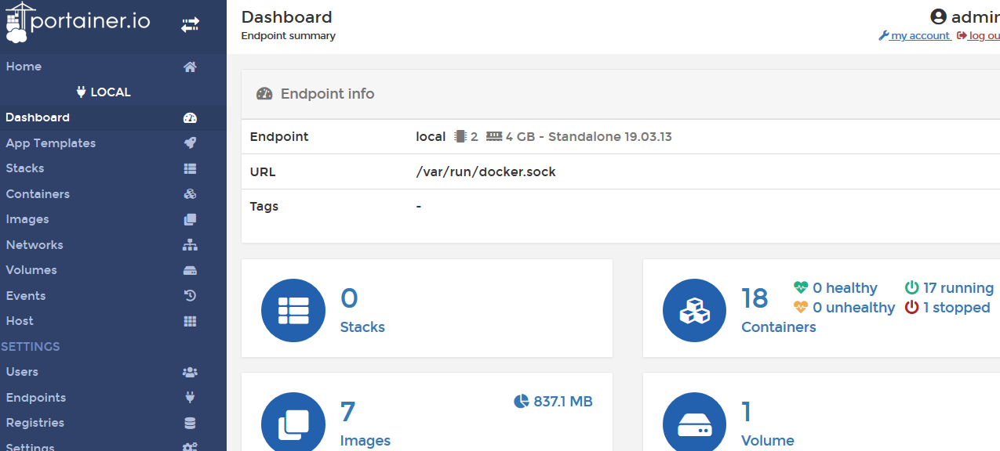 portainer.io
Home
LOCAL
Dashboard
App Templates
Stacks
Containers
Images
Networks
Volumes
Events
Host
SETTINGS
Users
Endpoints
Registries
Settings
Dashboard
Endpoint summary
admin
my account log ou
Endpoint info
Endpoint local 2 4 GB - Standalone 19.03.13
URL /var/run/docker.sock
Tags -
0
Stacks
18
Containers
0 healthy 17 running
0 unhealthy 1 stopped
7
Images
837.1 MB
1
Volume